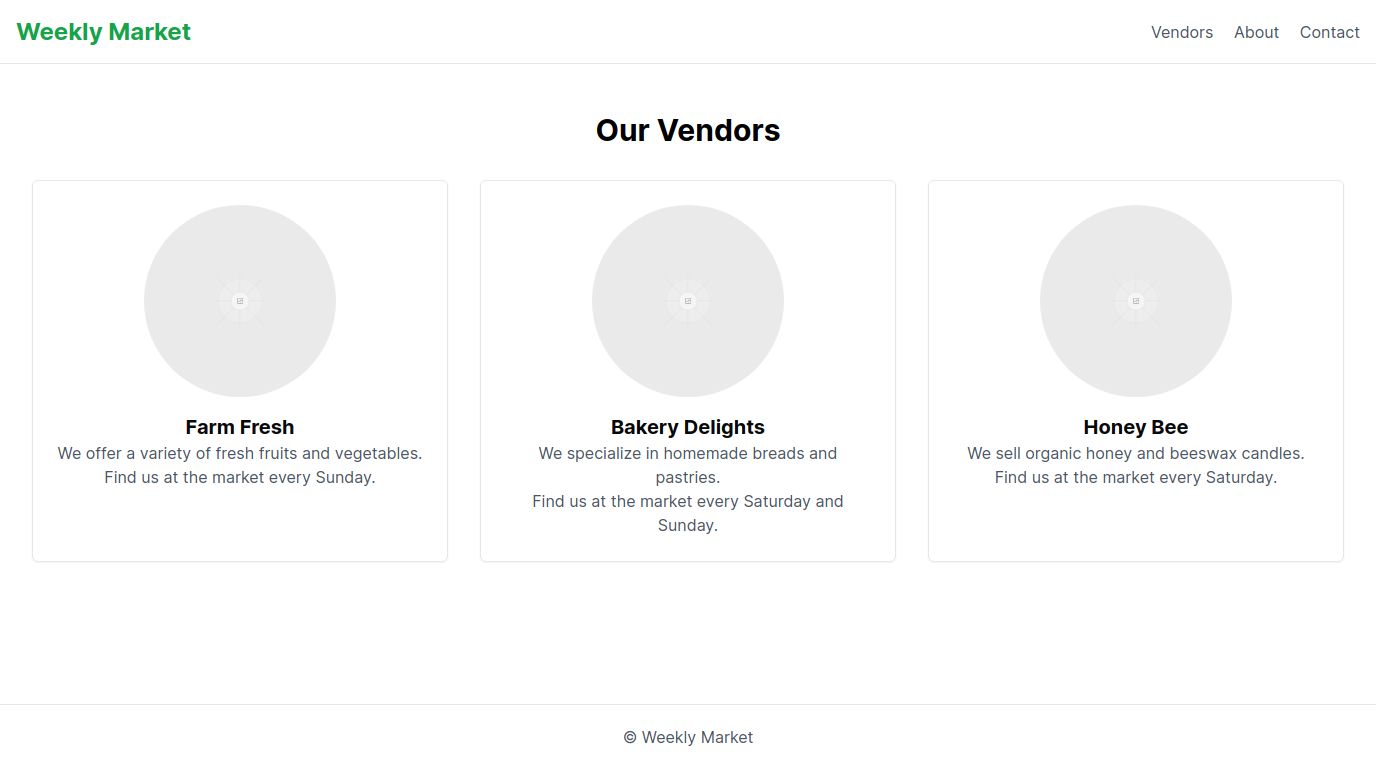 Weekly Market
Vendors About Contact
Our Vendors
Farm Fresh
We offer a variety of fresh fruits and vegetables.
Find us at the market every Sunday.
Bakery Delights
We specialize in homemade breads and
pastries.
Find us at the market every Saturday and
Sunday.
Honey Bee
We sell organic honey and beeswax candles.
Find us at the market every Saturday.
© Weekly Market